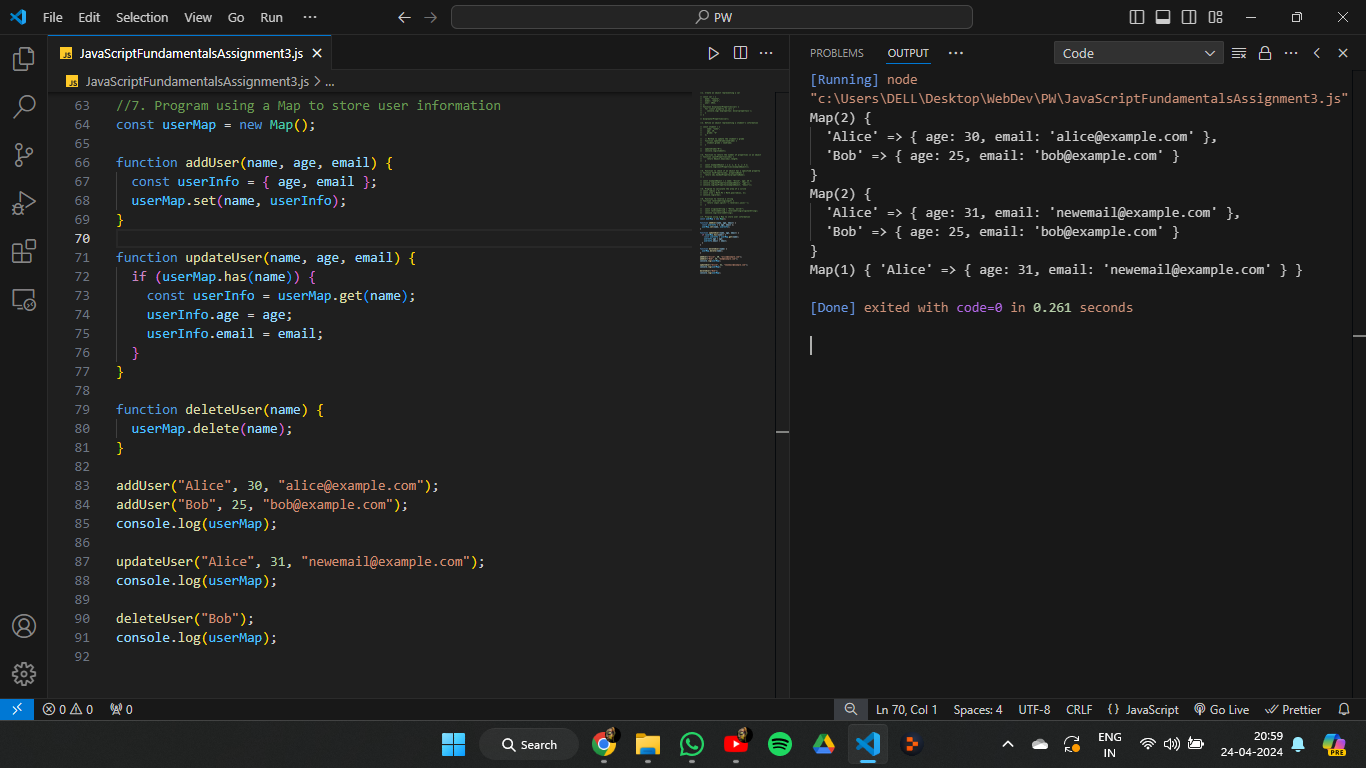 File Edit Selection View Go Run ··· PW
JavaScriptFundamentalsAssignment3.js
JavaScriptFundamentalsAssignment3.js > ...
63 //7. Program using a Map to store user information
64 const userMap = new Map();
65
66 function addUser(name, age, email) {
67   const userInfo = { age, email };
68   userMap.set(name, userInfo);
69 }
70
71 function updateUser(name, age, email) {
72   if (userMap.has(name)) {
73     const userInfo = userMap.get(name);
74     userInfo.age = age;
75     userInfo.email = email;
76   }
77 }
78
79 function deleteUser(name) {
80   userMap.delete(name);
81 }
82
83 addUser("Alice", 30, "alice@example.com");
84 addUser("Bob", 25, "bob@example.com");
85 console.log(userMap);
86
87 updateUser("Alice", 31, "newemail@example.com");
88 console.log(userMap);
89
90 deleteUser("Bob");
91 console.log(userMap);
92
PROBLEMS OUTPUT ··· Code
[Running] node
"c:\Users\DELL\Desktop\WebDev\PW\JavaScriptFundamentalsAssignment3.js"
Map(2) {
  'Alice' => { age: 30, email: 'alice@example.com' },
  'Bob' => { age: 25, email: 'bob@example.com' }
}
Map(2) {
  'Alice' => { age: 31, email: 'newemail@example.com' },
  'Bob' => { age: 25, email: 'bob@example.com' }
}
Map(1) { 'Alice' => { age: 31, email: 'newemail@example.com' } }
[Done] exited with code=0 in 0.261 seconds
0 0 0 Ln 70, Col 1 Spaces: 4 UTF-8 CRLF {} JavaScript Go Live Prettier
Search
ENG
IN
20:59
24-04-2024
PRE